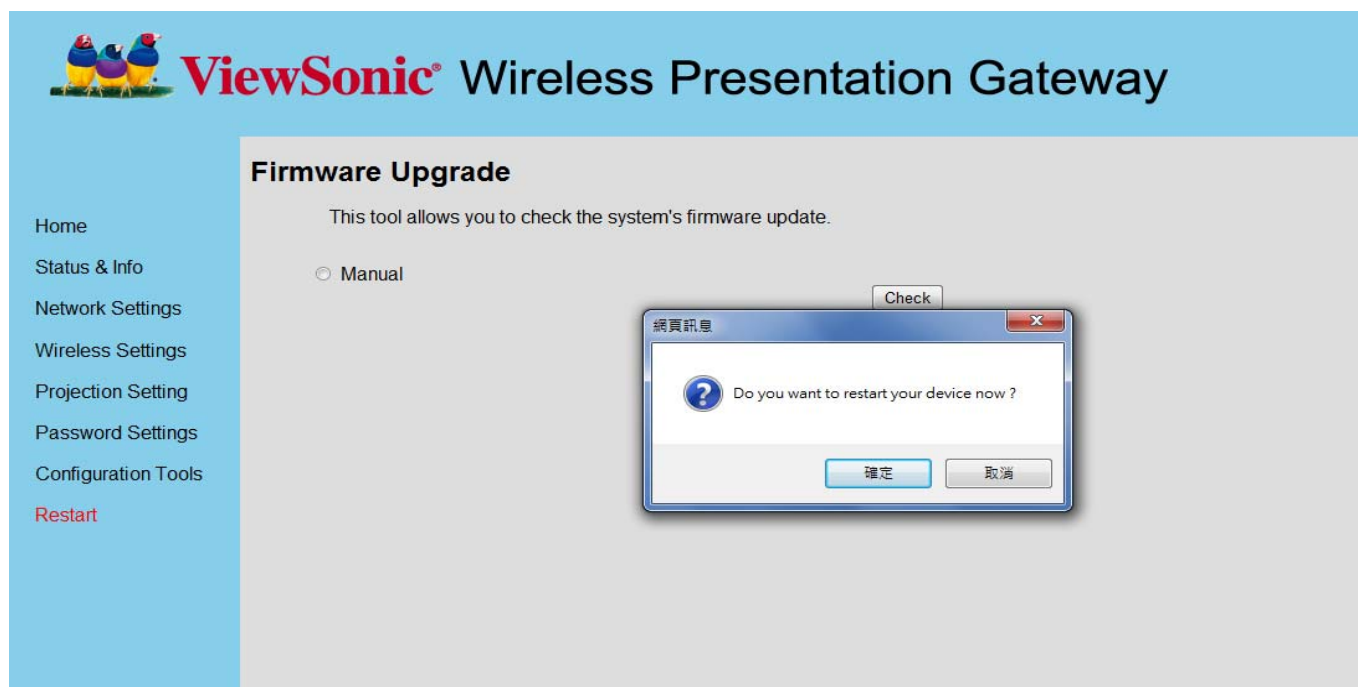 ViewSonic® Wireless Presentation Gateway
Firmware Upgrade
This tool allows you to check the system's firmware update.
Manual
Check
Home
Status & Info
Network Settings
Wireless Settings
Projection Setting
Password Settings
Configuration Tools
Restart
網頁訊息
Do you want to restart your device now ?
確定
取消